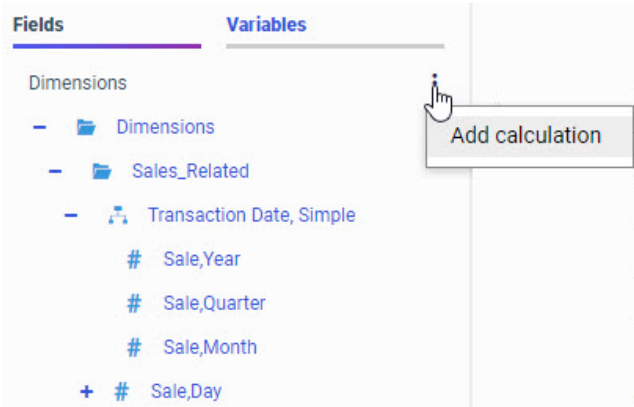 Fields Variables
Dimensions
Dimensions
Add calculation
Sales_Related
Transaction Date, Simple
# Sale,Year
# Sale,Quarter
# Sale,Month
+ # Sale,Day